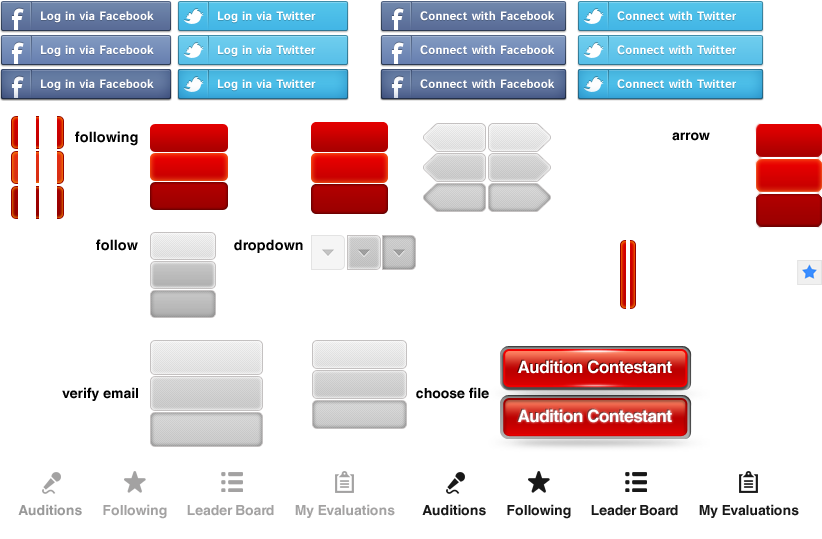 Log in via Facebook Log in via Twitter Connect with Facebook Connect with Twitter
Log in via Facebook Log in via Twitter Connect with Facebook Connect with Twitter
Log in via Facebook Log in via Twitter Connect with Facebook Connect with Twitter
following arrow
follow dropdown
Audition Contestant
verify email choose file
Audition Contestant
Auditions Following Leader Board My Evaluations Auditions Following Leader Board My Evaluations